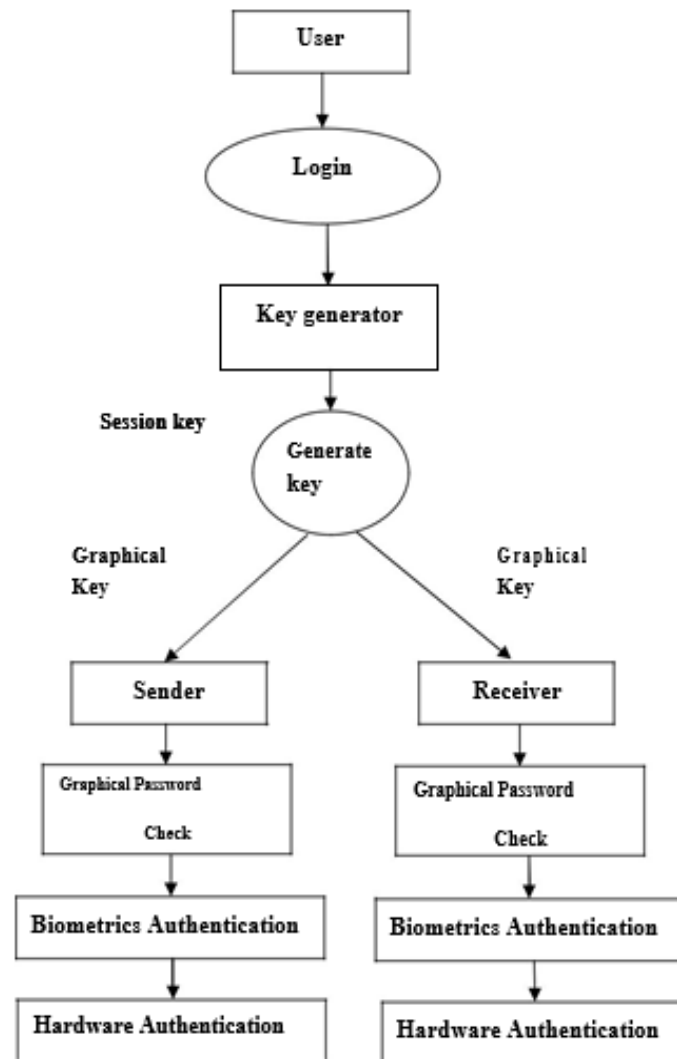 User
Login
Key generator
Session key
Generate
key
Graphical
Key
Graphical
Key
Sender
Receiver
Graphical Password
Check
Graphical Password
Check
Biometrics Authentication
Biometrics Authentication
Hardware Authentication
Hardware Authentication